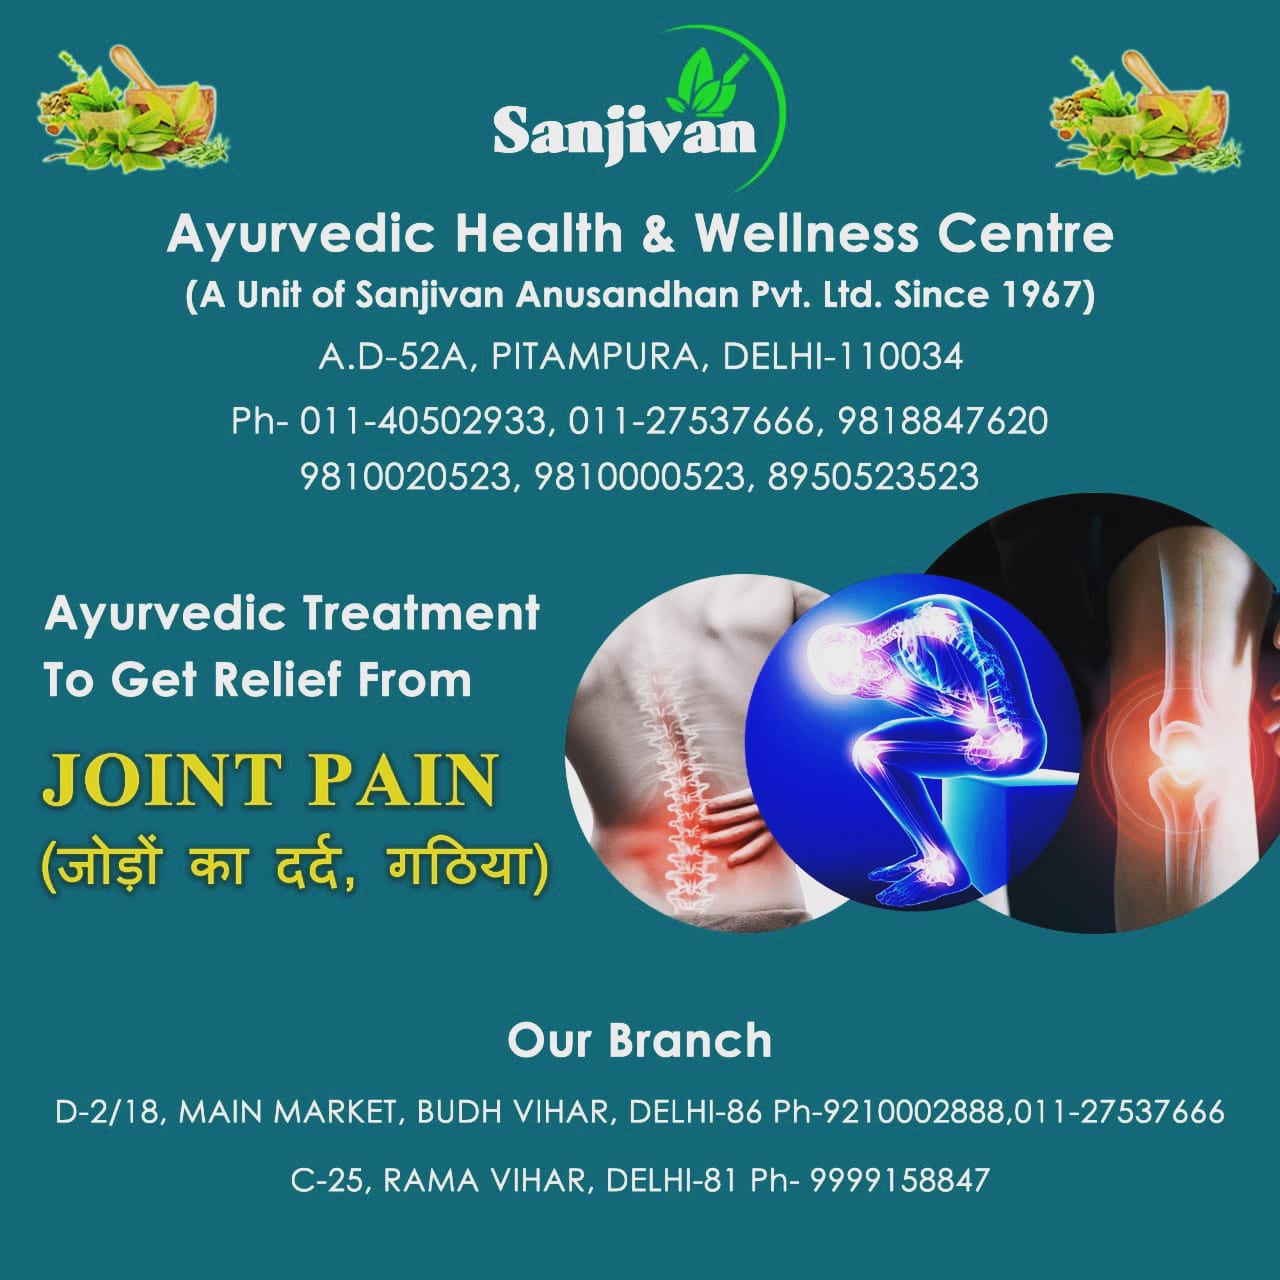 Sanjivan
Ayurvedic Health & Wellness Centre
(A Unit of Sanjivan Anusandhan Pvt. Ltd. Since 1967)
A.D-52A, PITAMPURA, DELHI-110034
Ph- 011-40502933, 011-27537666, 9818847620
9810020523, 9810000523, 8950523523
Ayurvedic Treatment
To Get Relief From
JOINT PAIN
(जोड़ों का दर्द, गठिया)
Our Branch
D-2/18, MAIN MARKET, BUDH VIHAR, DELHI-86 Ph-9210002888,011-27537666
C-25, RAMA VIHAR, DELHI-81 Ph- 9999158847